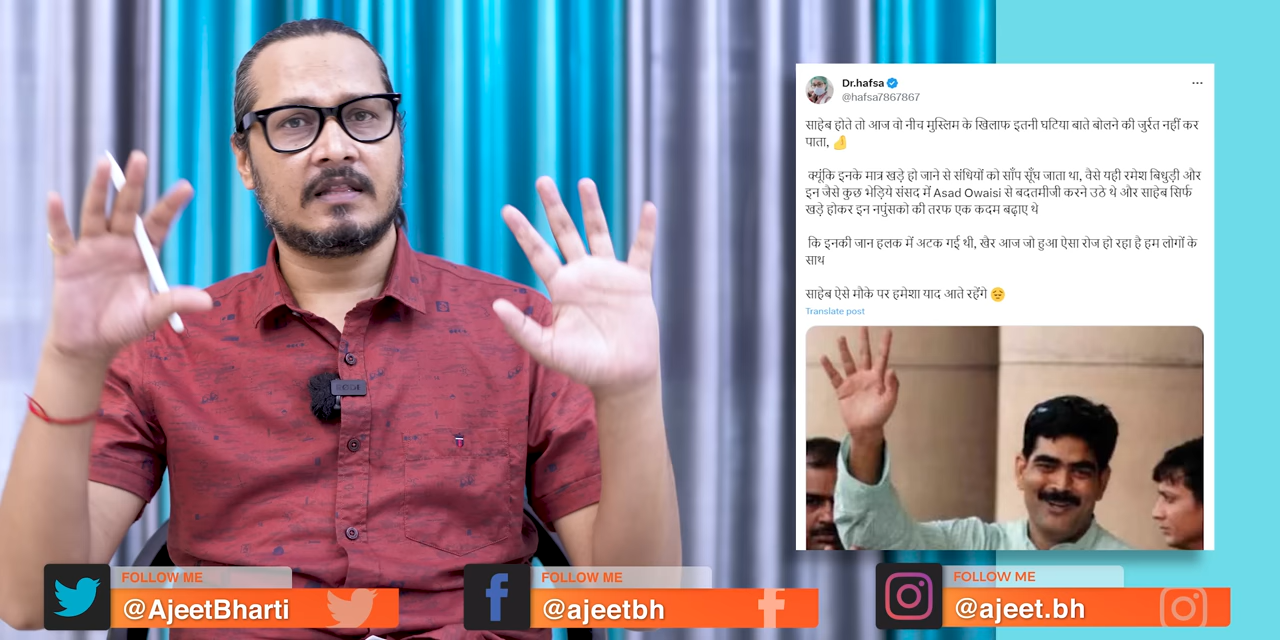 Dr.hafsa
@hafsa7867867
साहेब होते तो आज वो नीच मुस्लिम के खिलाफ इतनी घटिया बाते बोलने की जुर्रत नहीं कर
पाता,
क्यूंकि इनके मात्र खड़े हो जाने से संधियों को साँप सूँघ जाता था, वैसे यही रमेश बिधुड़ी और
इन जैसे कुछ भेड़िये संसद में Asad Owaisi से बदतमीजी करने उठे थे और साहेब सिर्फ
खड़े होकर इन नपुंसको की तरफ एक कदम बढ़ाए थे
कि इनकी जान हलक में अटक गई थी, खैर आज जो हुआ ऐसा रोज हो रहा है हम लोगों के
साथ
साहेब ऐसे मौके पर हमेशा याद आते रहेंगे 😔
Translate post
FOLLOW ME
@AjeetBharti
FOLLOW ME
@ajeetbh
FOLLOW ME
@ajeet.bh